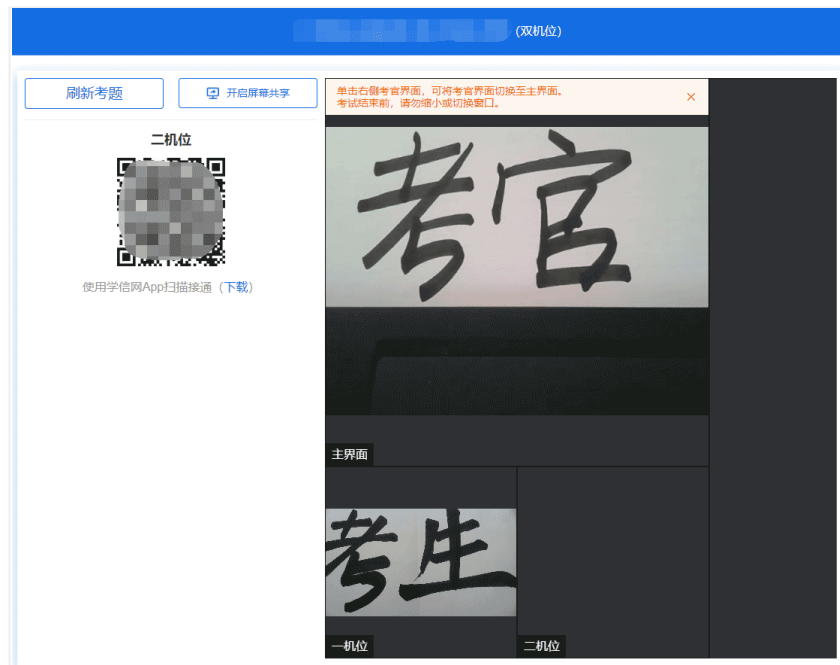 (双机位)
刷新考题
开启屏幕共享
二机位
使用学信网App扫描接通（下载）
单击右侧考官界面，可将考官界面切换至主界面。
考试结束前，请勿缩小或切换窗口。
考官
主界面
考生
一机位
二机位